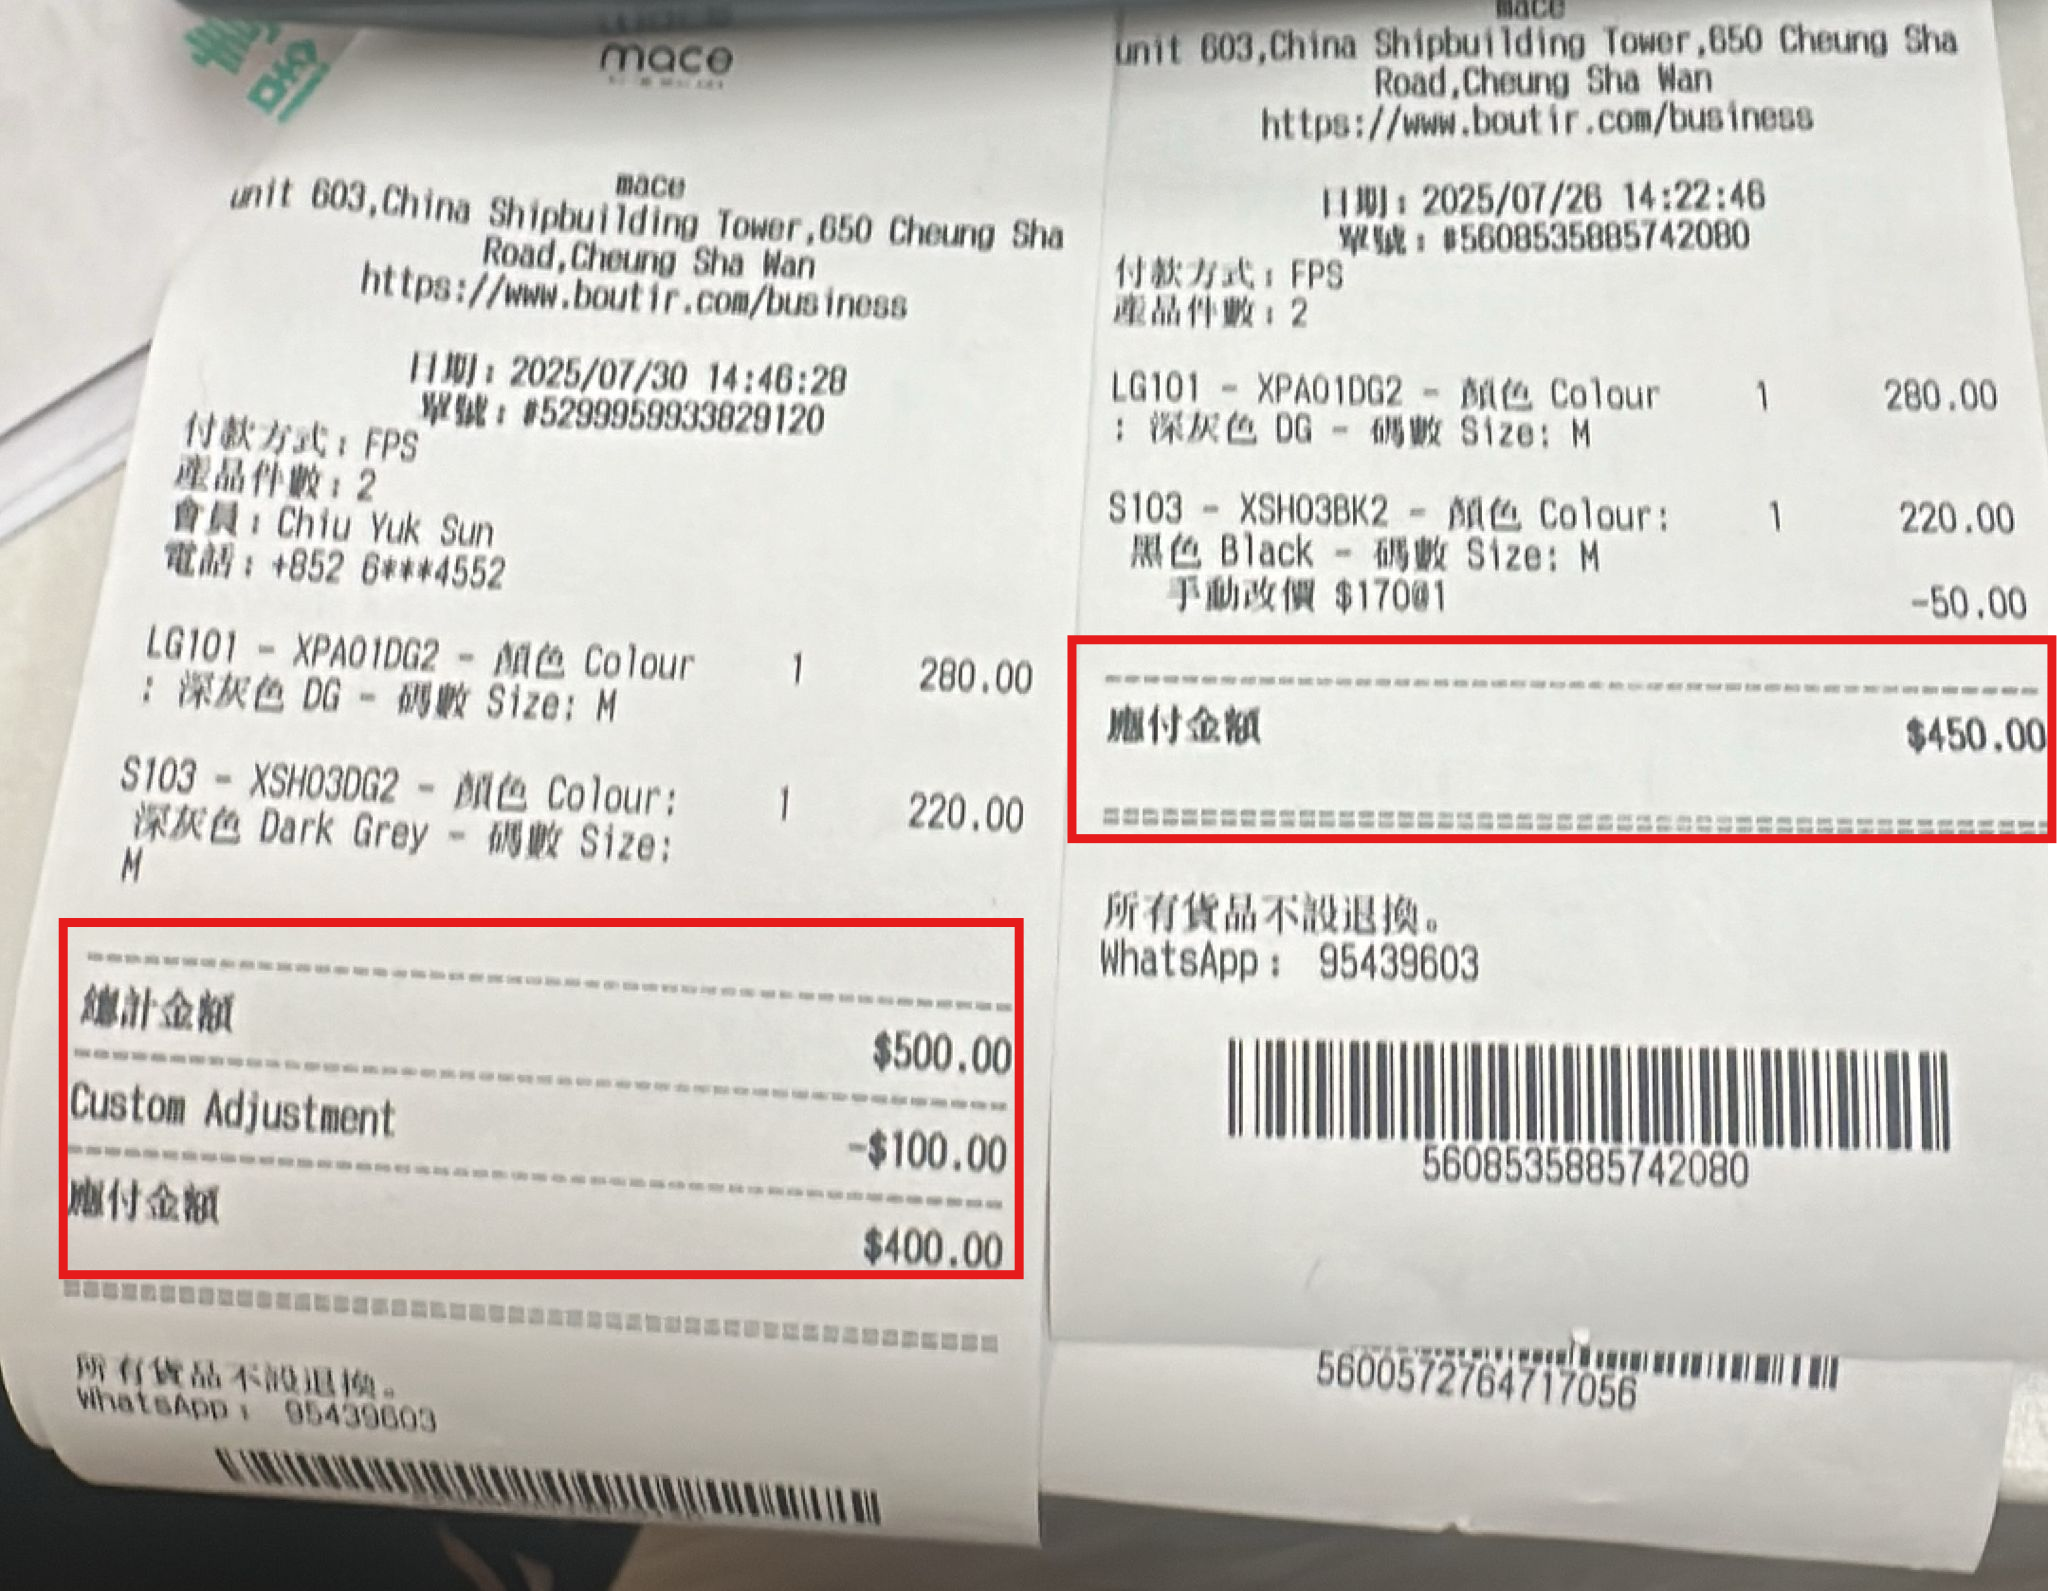 mace
mace
unit 603,China Shipbuilding Tower,650 Cheung Sha
Road,Cheung Sha Wan
https://www.boutir.com/business
日期：2025/07/30 14:46:28
單號：#5299959933829120
付款方式：FPS
產品件數：2
會員：Chiu Yuk Sun
電話：+852 6***4552
LG101 - XPA01DG2 - 顏色 Colour 1 280.00
: 深灰色 DG - 碼數 Size: M
S103 - XSH03DG2 - 顏色 Colour: 1 220.00
深灰色 Dark Grey - 碼數 Size:
M
總計金額 $500.00
Custom Adjustment -$100.00
應付金額 $400.00
所有貨品不設退換。
WhatsApp： 95439603
mace
unit 603,China Shipbuilding Tower,650 Cheung Sha
Road,Cheung Sha Wan
https://www.boutir.com/business
日期：2025/07/26 14:22:46
單號：#5608535885742080
付款方式：FPS
產品件數：2
LG101 - XPA01DG2 - 顏色 Colour 1 280.00
: 深灰色 DG - 碼數 Size: M
S103 - XSH03BK2 - 顏色 Colour: 1 220.00
黑色 Black - 碼數 Size: M
手動改價 $170@1 -50.00
應付金額 $450.00
所有貨品不設退換。
WhatsApp： 95439603
5608535885742080
5600572764717056